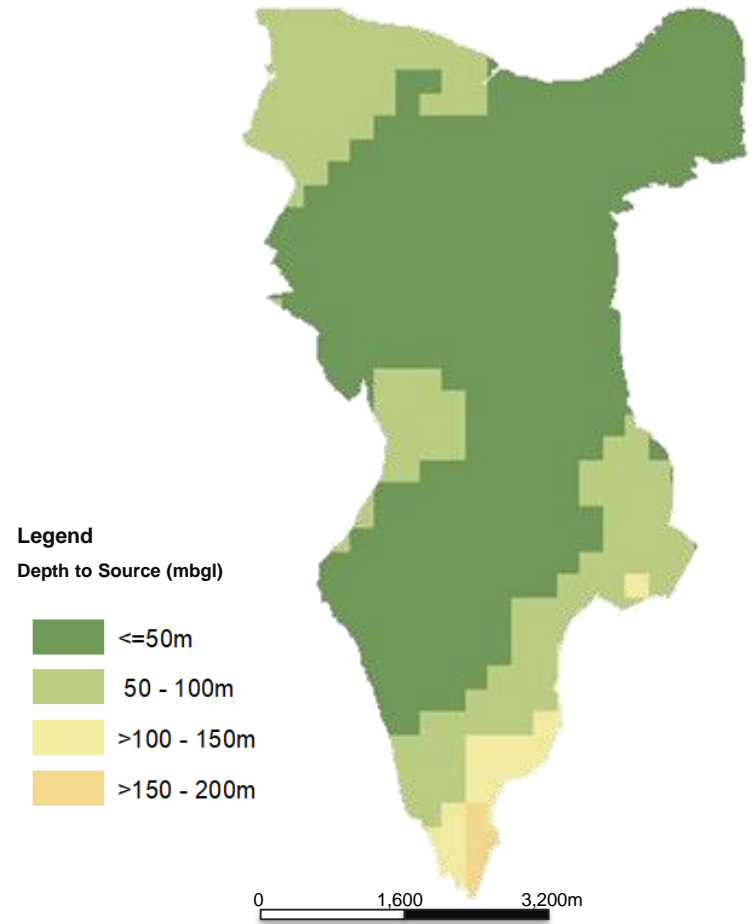 Legend
Depth to Source (mbgl)
<=50m
50 - 100m
>100 - 150m
>150 - 200m
0 1,600 3,200m